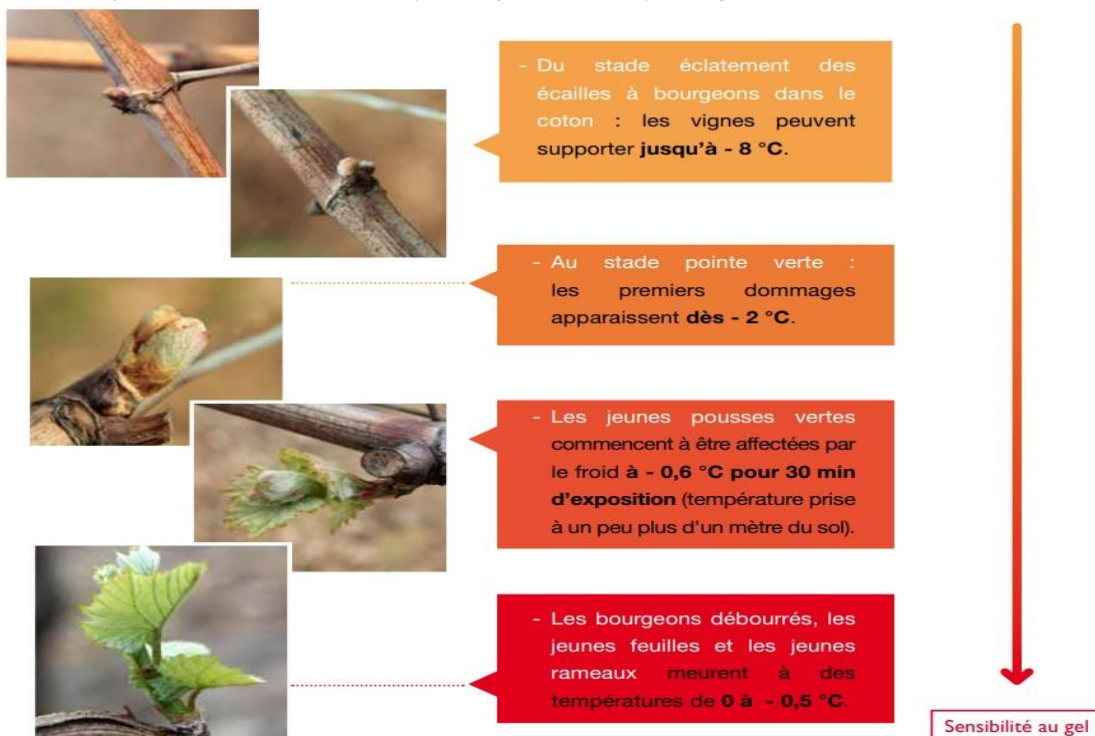 - Du stade éclatement des
écailles à bourgeons dans le
coton : les vignes peuvent
supporter jusqu'à - 8 °C.
- Au stade pointe verte :
les premiers dommages
apparaissent dès - 2 °C.
- Les jeunes pousses vertes
commencent à être affectées par
le froid à - 0,6 °C pour 30 min
d'exposition (température prise
à un peu plus d'un mètre du sol).
- Les bourgeons débourrés, les
jeunes feuilles et les jeunes
rameaux meurent à des
températures de 0 à - 0,5 °C.
Sensibilité au gel